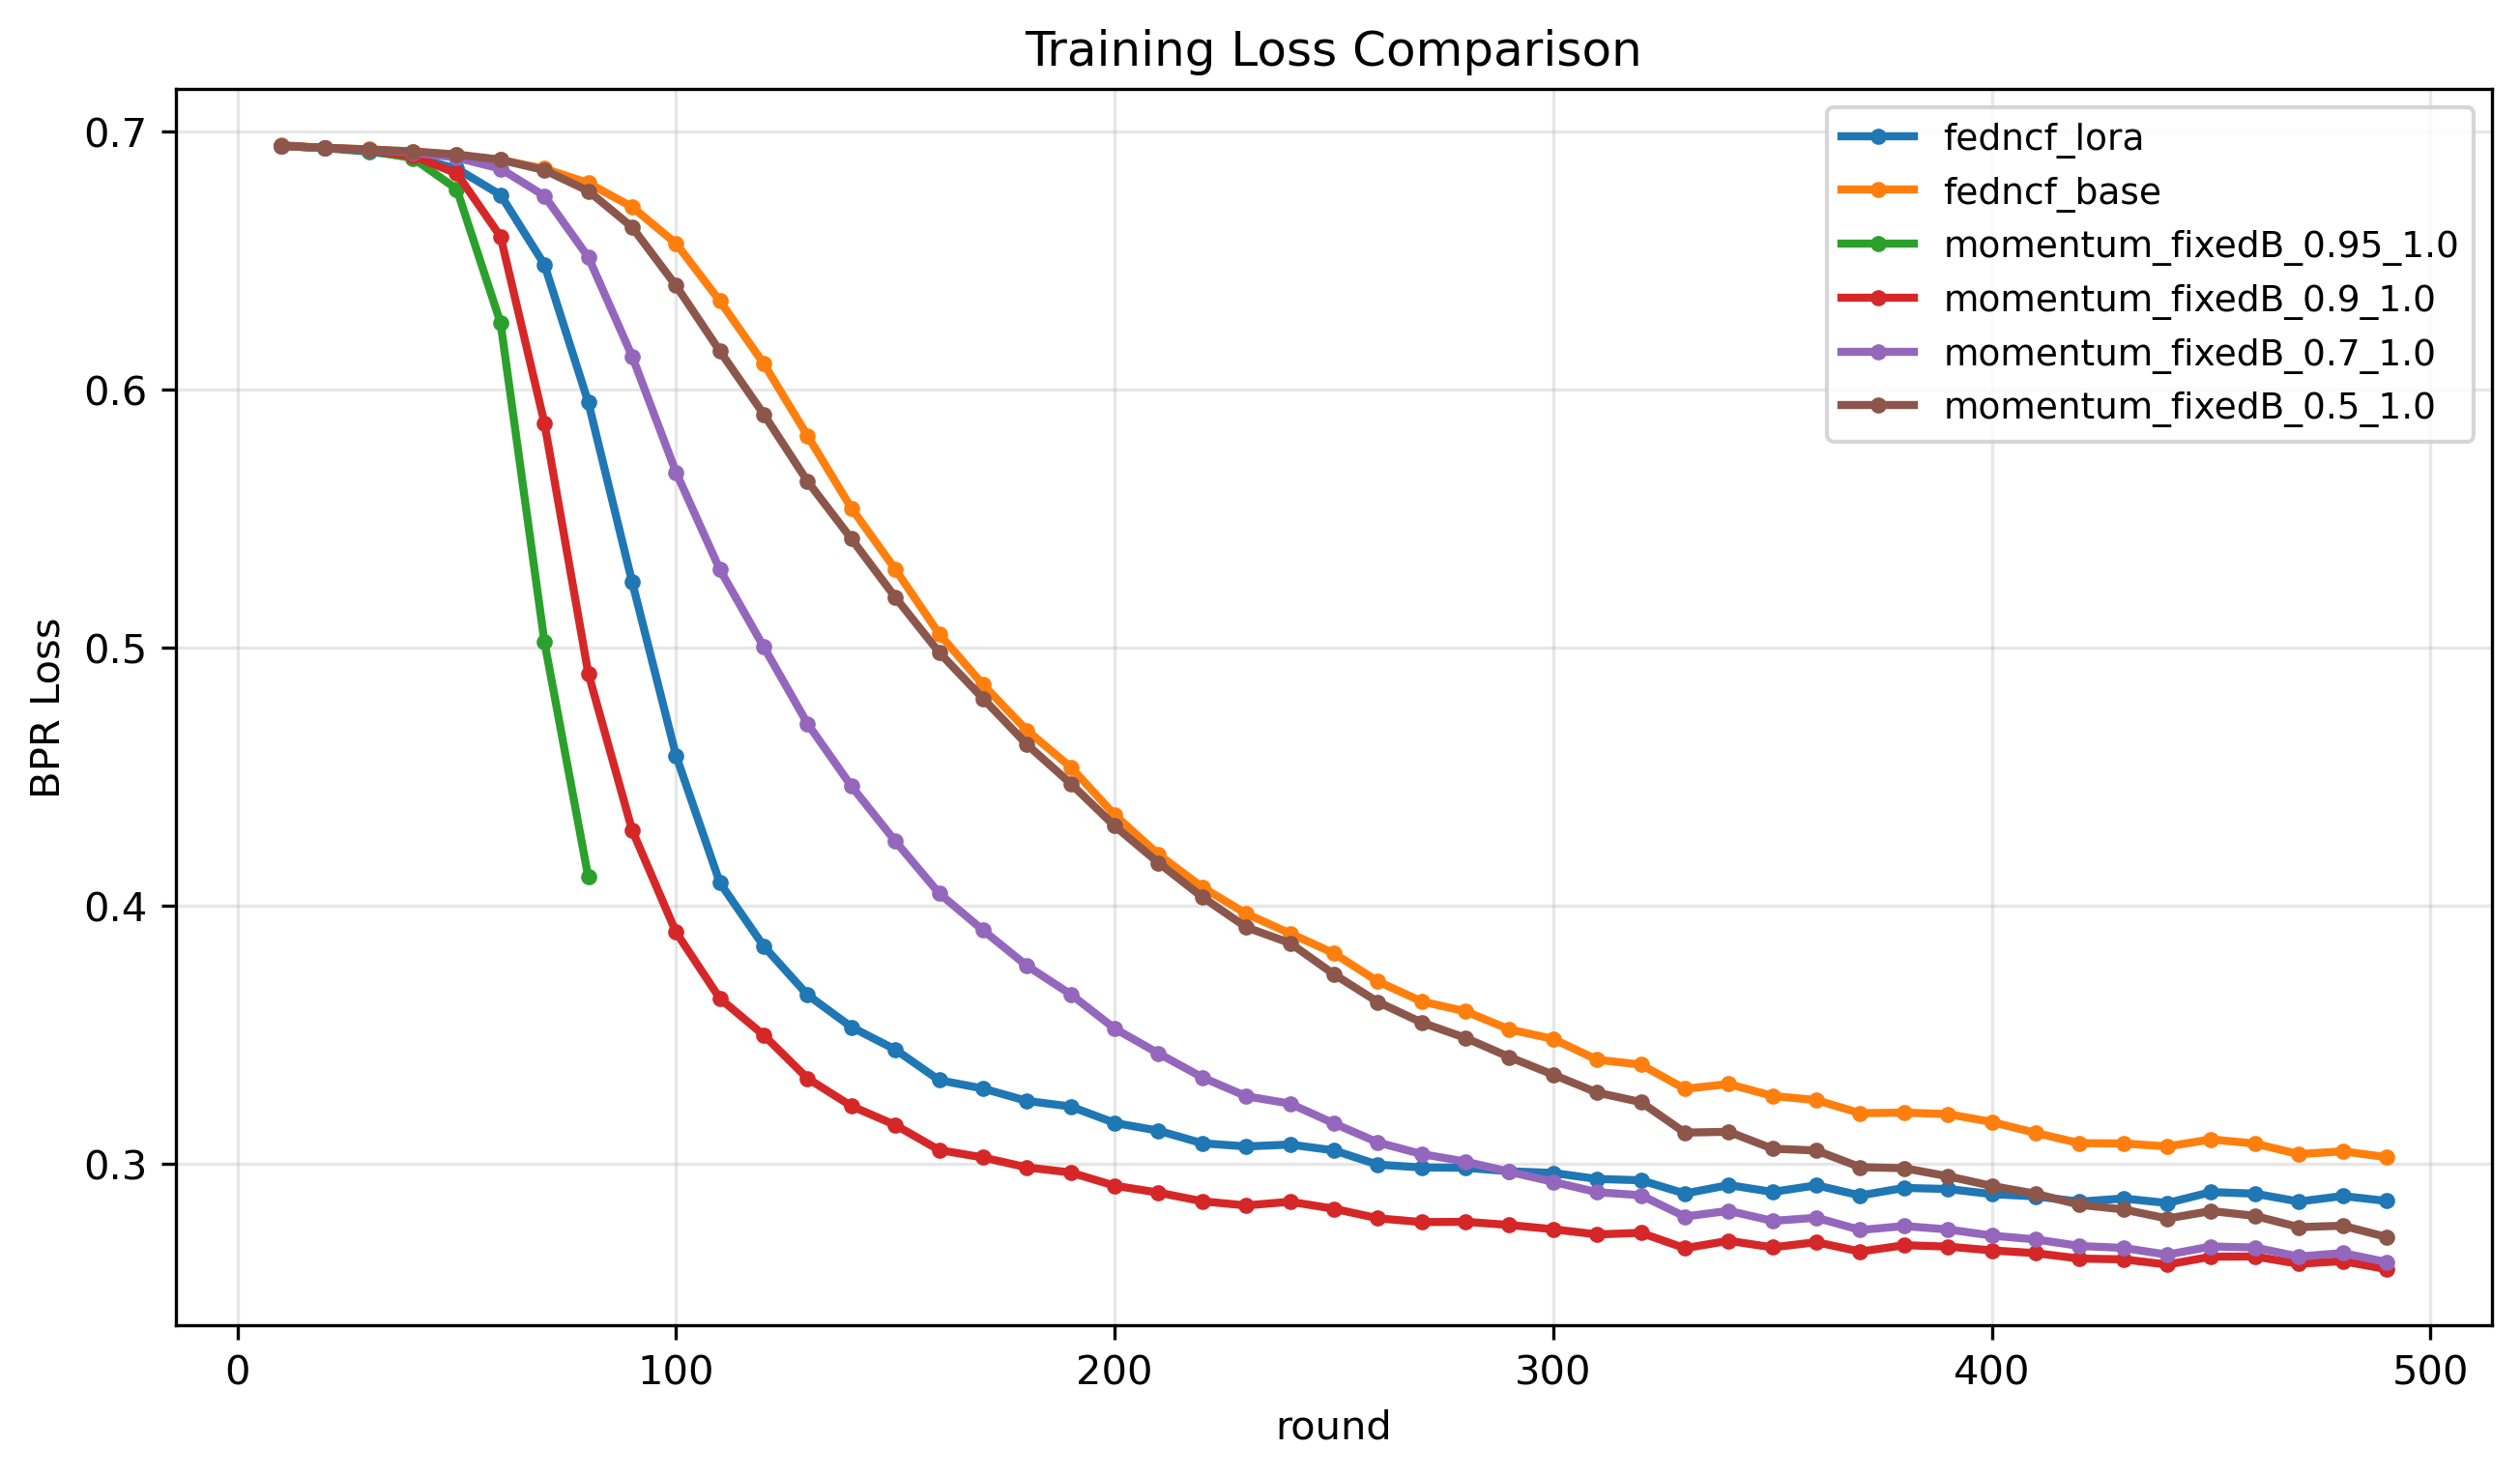 Training Loss Comparison
fedncf_lora
fedncf_base
momentum_fixedB_0.95_1.0
momentum_fixedB_0.9_1.0
momentum_fixedB_0.7_1.0
momentum_fixedB_0.5_1.0
BPR Loss
0.7
0.6
0.5
0.4
0.3
0 100 200 300 400 500
round